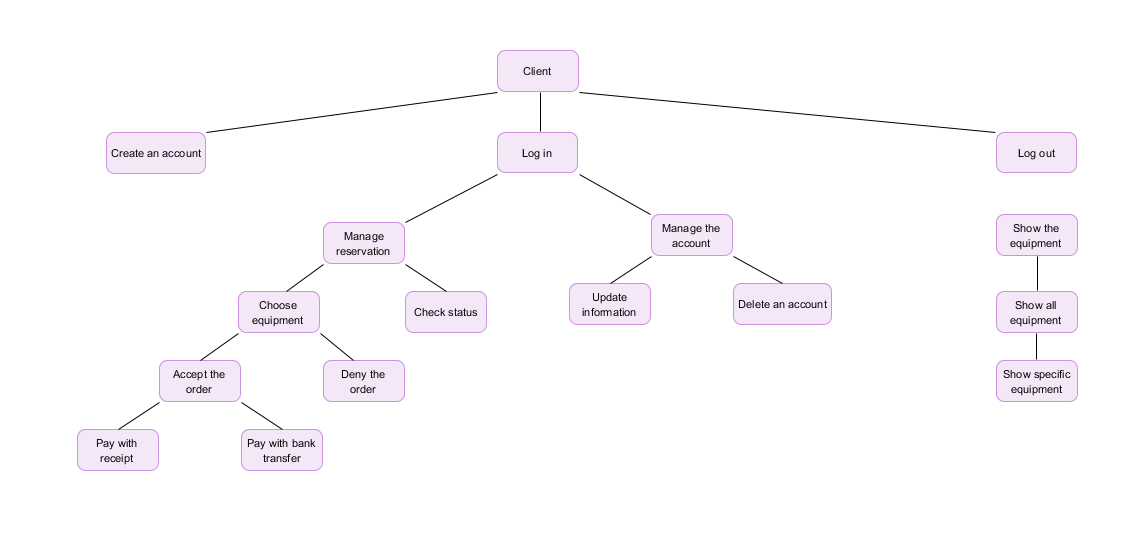 Client
Create an account
Log in
Log out
Manage
reservation
Manage the
account
Show the
equipment
Choose
equipment
Check status
Update
information
Delete an account
Show all
equipment
Accept the
order
Deny the
order
Show specific
equipment
Pay with
receipt
Pay with bank
transfer